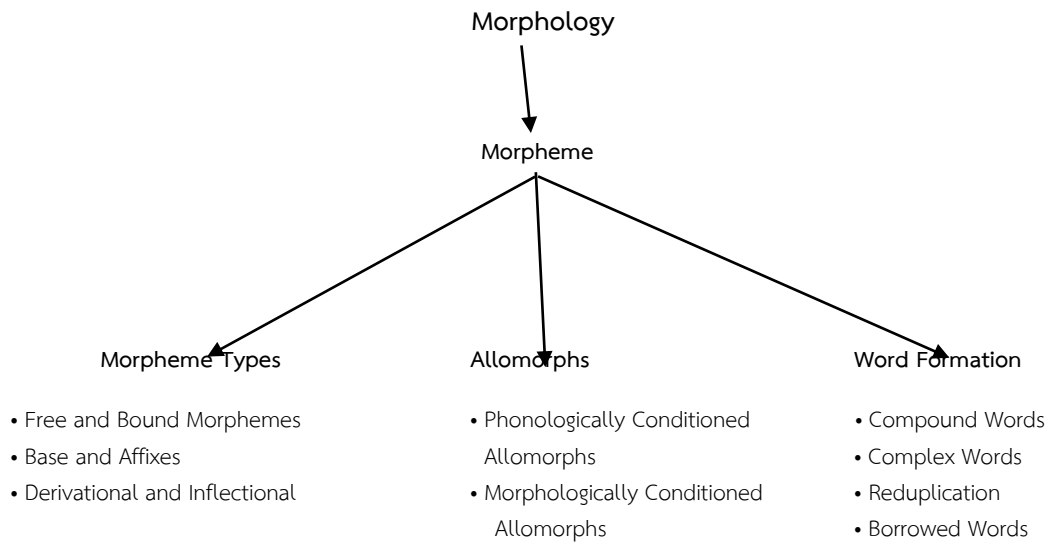 Morphology
Morpheme
Morpheme Types
• Free and Bound Morphemes
• Base and Affixes
• Derivational and Inflectional
Allomorphs
• Phonologically Conditioned
Allomorphs
• Morphologically Conditioned
Allomorphs
Word Formation
• Compound Words
• Complex Words
• Reduplication
• Borrowed Words